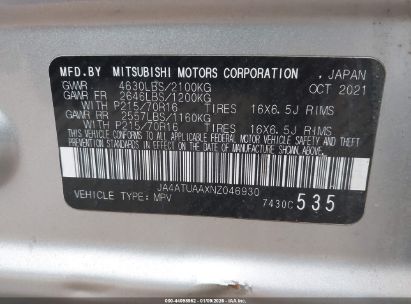 MFD.BY MITSUBISHI MOTORS CORPORATION , JAPAN
GVWR 4630LBS/2100KG OCT 2021
GAWR FR 2646LBS/1200KG
WITH P215/70R16 TIRES 16X6.5J RIMS
GAWR RR 2557LBS/1160KG
WITH P215/70R16 TIRES 16X6.5J RIMS
THIS VEHICLE CONFORMS TO ALL APPLICABLE FEDERAL MOTOR VEHICLE SAFETY, BUMPER, AND THEFT
PREVENTION STANDARDS IN EFFECT ON THE DATE OF MANUFACTURE SHOWN ABOVE.
JA4ATUAAXNZ046930
VEHICLE TYPE: MPV 7430C 535